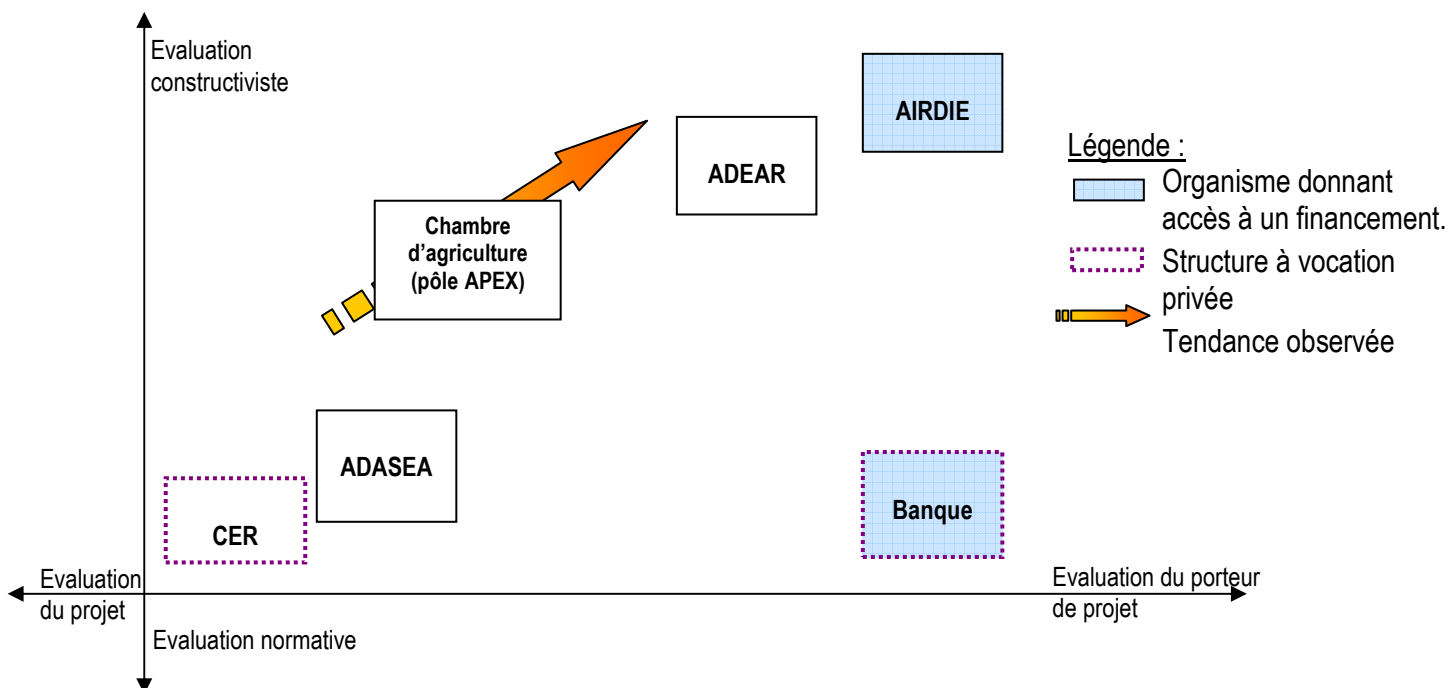 Evaluation
constructiviste
AIRDIE
ADEAR
Chambre
d'agriculture
(pôle APEX)
ADASEA
CER
Banque
Légende :
Organisme donnant
accès à un financement.
Structure à vocation
privée
Tendance observée
Evaluation
du projet
Evaluation du porteur
de projet
Evaluation normative